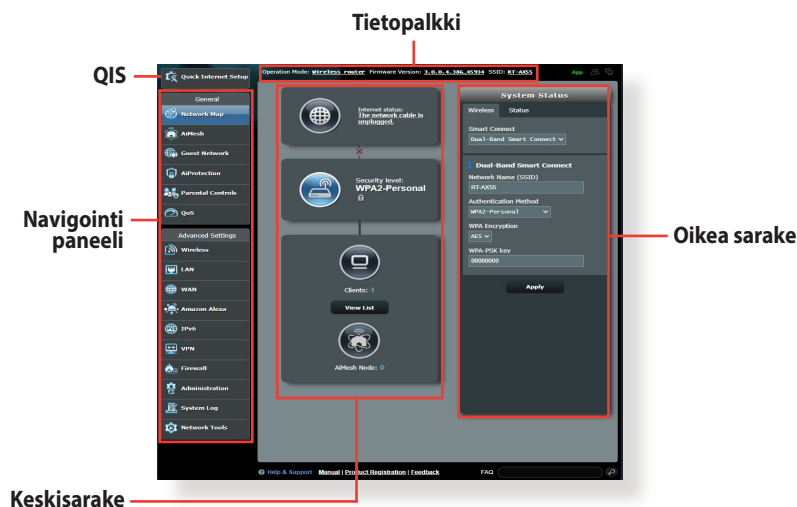 Tietopalkki
QIS
Quick Internet Setup
Operation Mode: Wireless router Firmware Version: 3.0.0.4.386_45934 SSID: RT-AX55
App
General
Network Map
AiMesh
Guest Network
AiProtection
Parental Controls
QoS
Navigointi
paneeli
Advanced Settings
Wireless
LAN
WAN
Amazon Alexa
IPv6
VPN
Firewall
Administration
System Log
Network Tools
Internet status:
The network cable is
unplugged.
Security level:
WPA2-Personal
Clients: 1
View List
AiMesh Node: 0
System Status
Wireless Status
Smart Connect
Dual-Band Smart Connect
Dual-Band Smart Connect
Network Name (SSID)
RT-AX55
Authentication Method
WPA2-Personal
WPA Encryption
AES
WPA-PSK key
00000000
Apply
Oikea sarake
Help & Support Manual | Product Registration | Feedback FAQ
Keskisarake